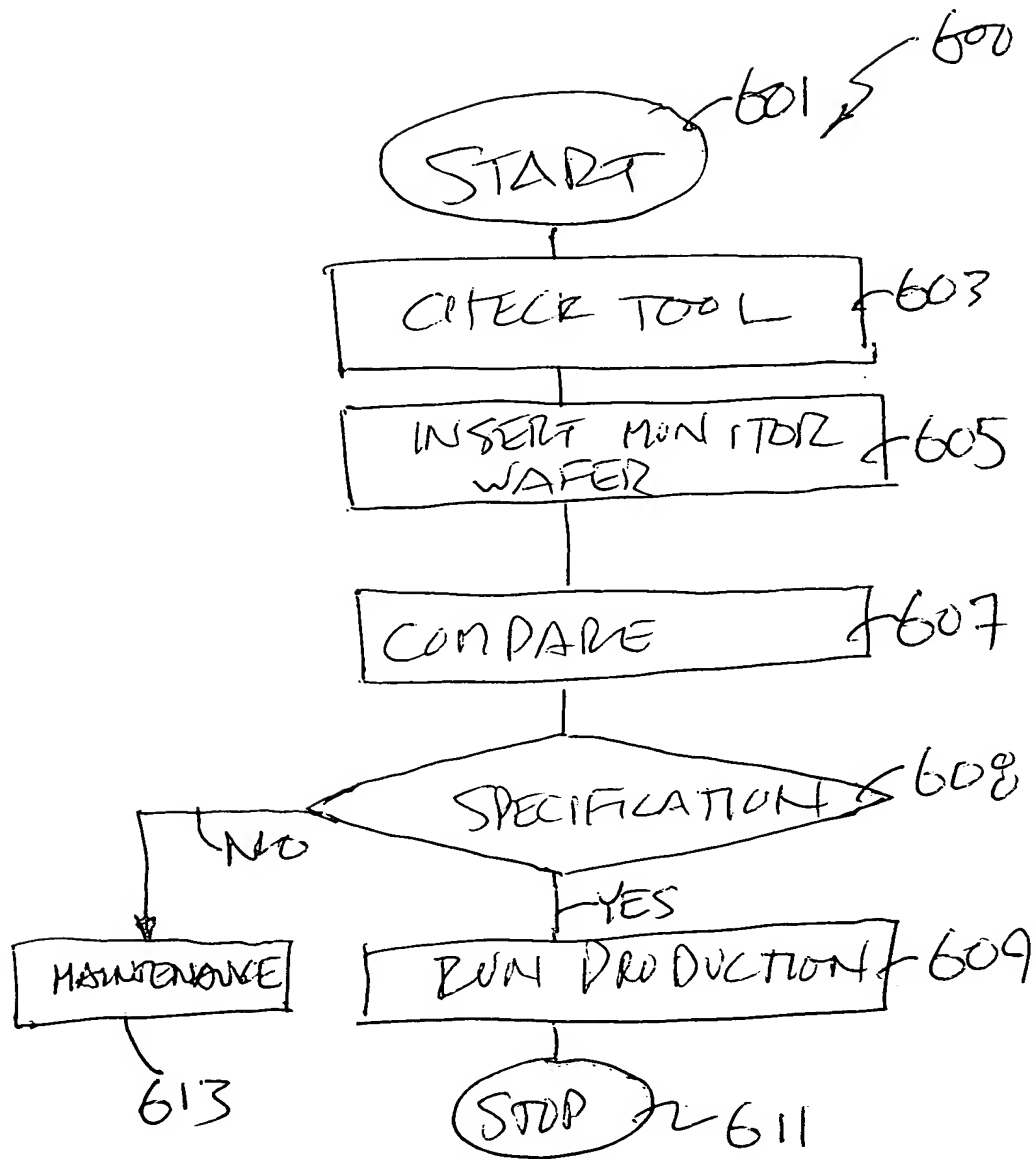 600
601
START
CHECK TOOL
603
INSERT MONITOR
WAFER
605
COMPARE
607
SPECIFICATION
608
NO
YES
MAINTENANCE
RUN PRODUCTION
609
613
STOP
611